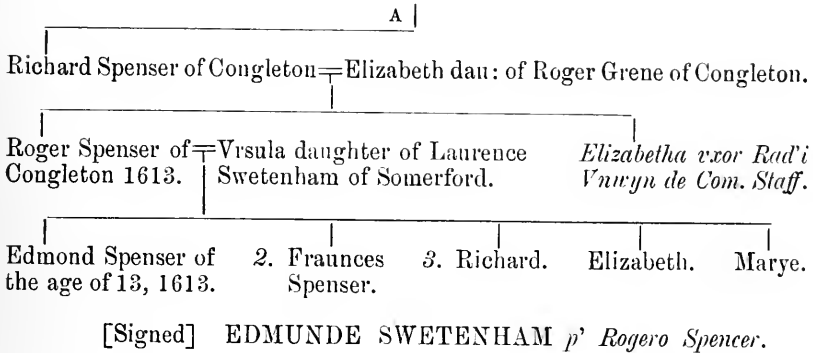 A
Richard Spenser of Congleton=Elizabeth dau: of Roger Grene of Congleton.
Roger Spenser of=Vrsula daughter of Laurence Elizabetha vxor Rad'i
Congleton 1613. Swetenham of Somerford. Vnwyn de Com. Staff.
Edmond Spenser of 2. Fraunces 3. Richard. Elizabeth. Marye.
the age of 13, 1613. Spenser.
[Signed] EDMUNDE SWETENHAM p' Rogero Spencer.